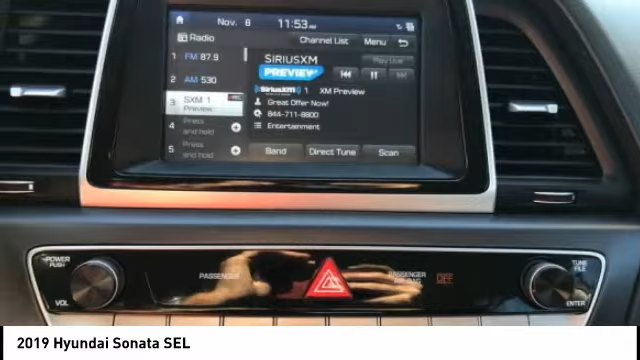 Nov. 8 11:53 AM
Radio
Channel List Menu
1 FM 87.9
SIRIUSXM
PREVIEW
Play Live
2 AM 530
SiriusXM 1 XM Preview
3 SXM 1
Preview
Great Offer Now!
844-711-8800
4 Press
and hold
Entertainment
5 Press
and hold
Band Direct Tune Scan
POWER
PUSH
VOL
PASSENGER
PASSENGER
AIR BAG
OFF
TUNE
FILE
ENTER
2019 Hyundai Sonata SEL